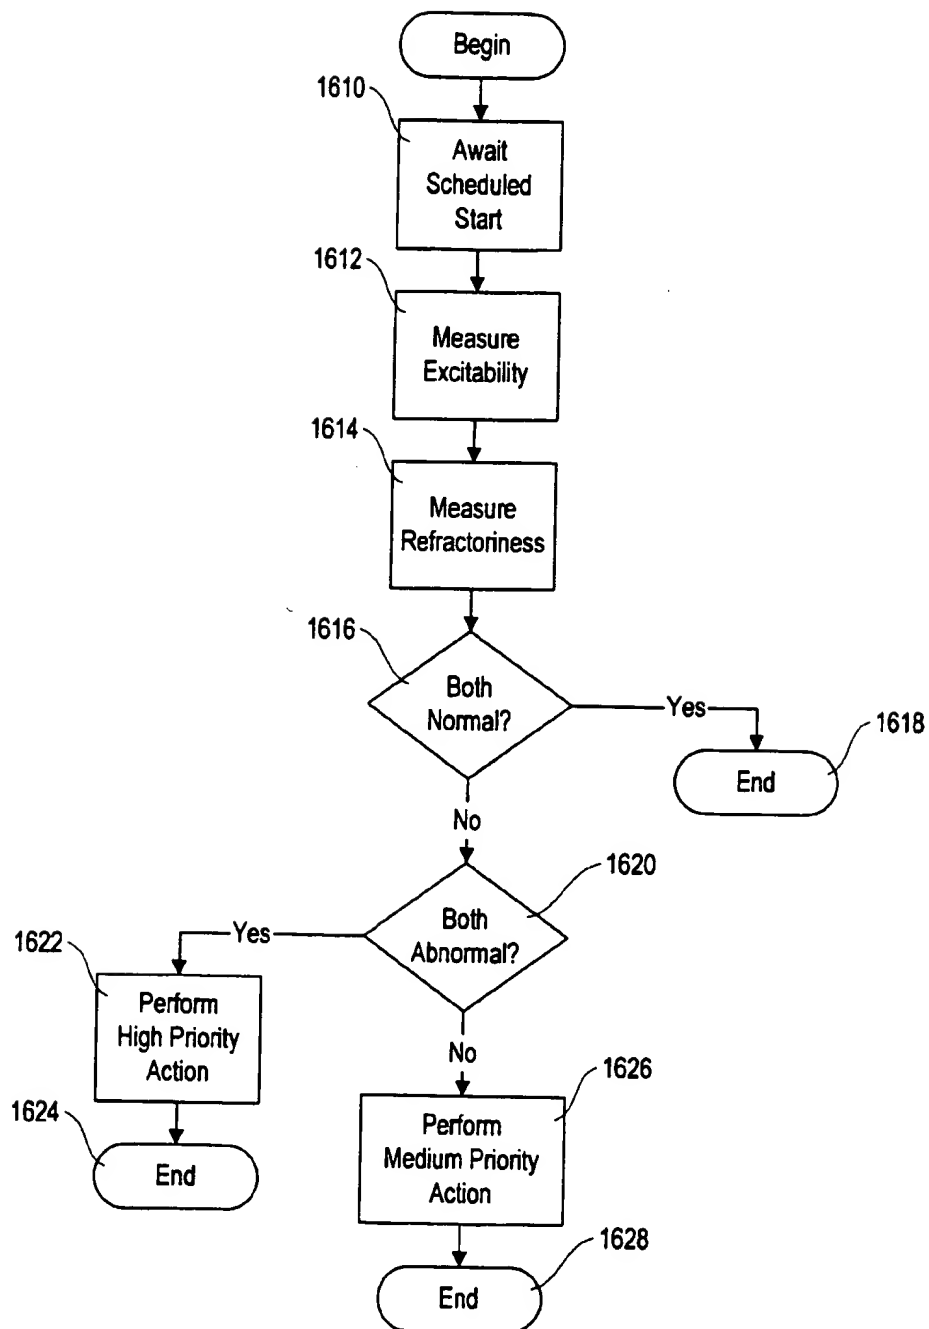 Begin
1610
Await
Scheduled
Start
1612
Measure
Excitability
1614
Measure
Refractoriness
1616
Both
Normal?
Yes
1618
End
No
1620
Both
Abnormal?
Yes
1622
Perform
High Priority
Action
No
1626
1624
End
Perform
Medium Priority
Action
1628
End